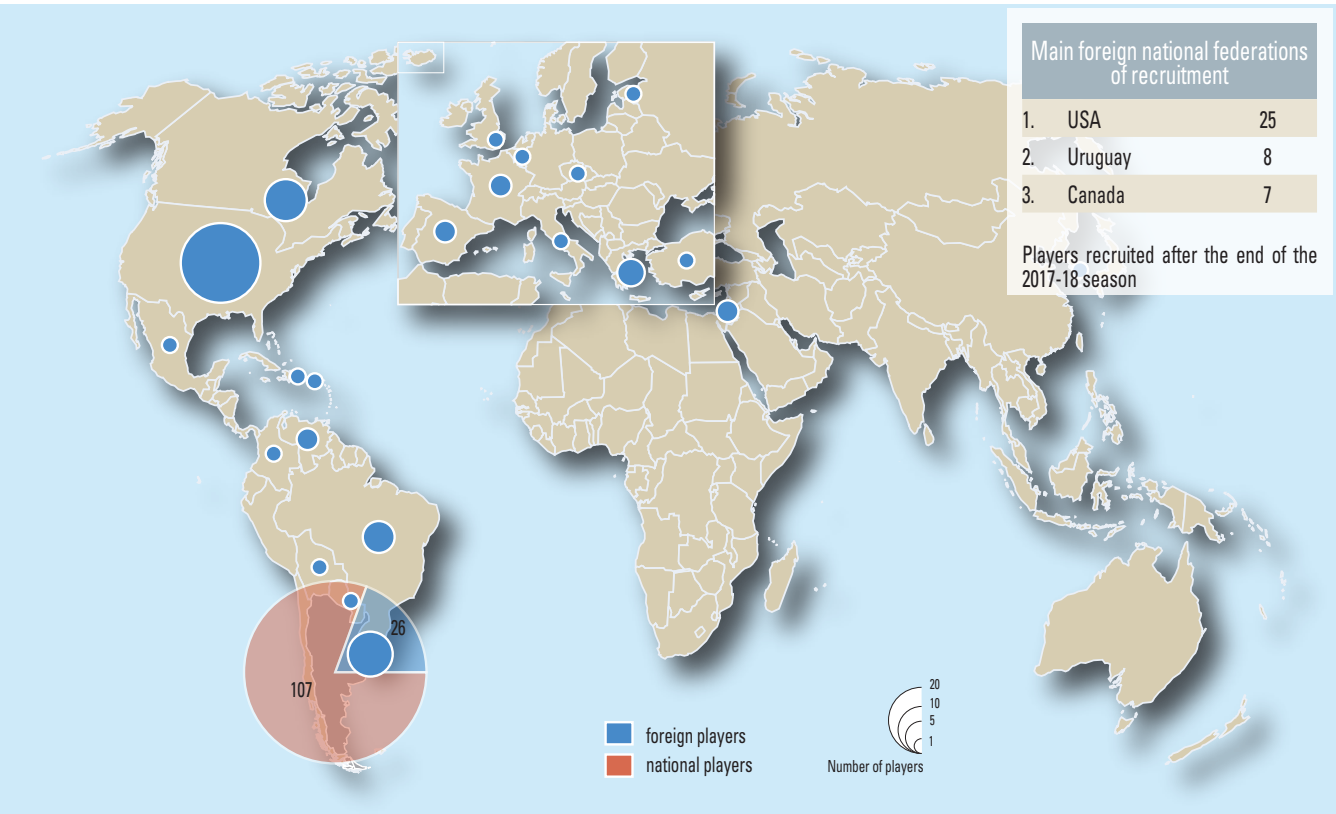 Main foreign national federations
of recruitment
1. USA 25
2. Uruguay 8
3. Canada 7
Players recruited after the end of the
2017-18 season
26
107
foreign players
national players
20
10
5
1
Number of players